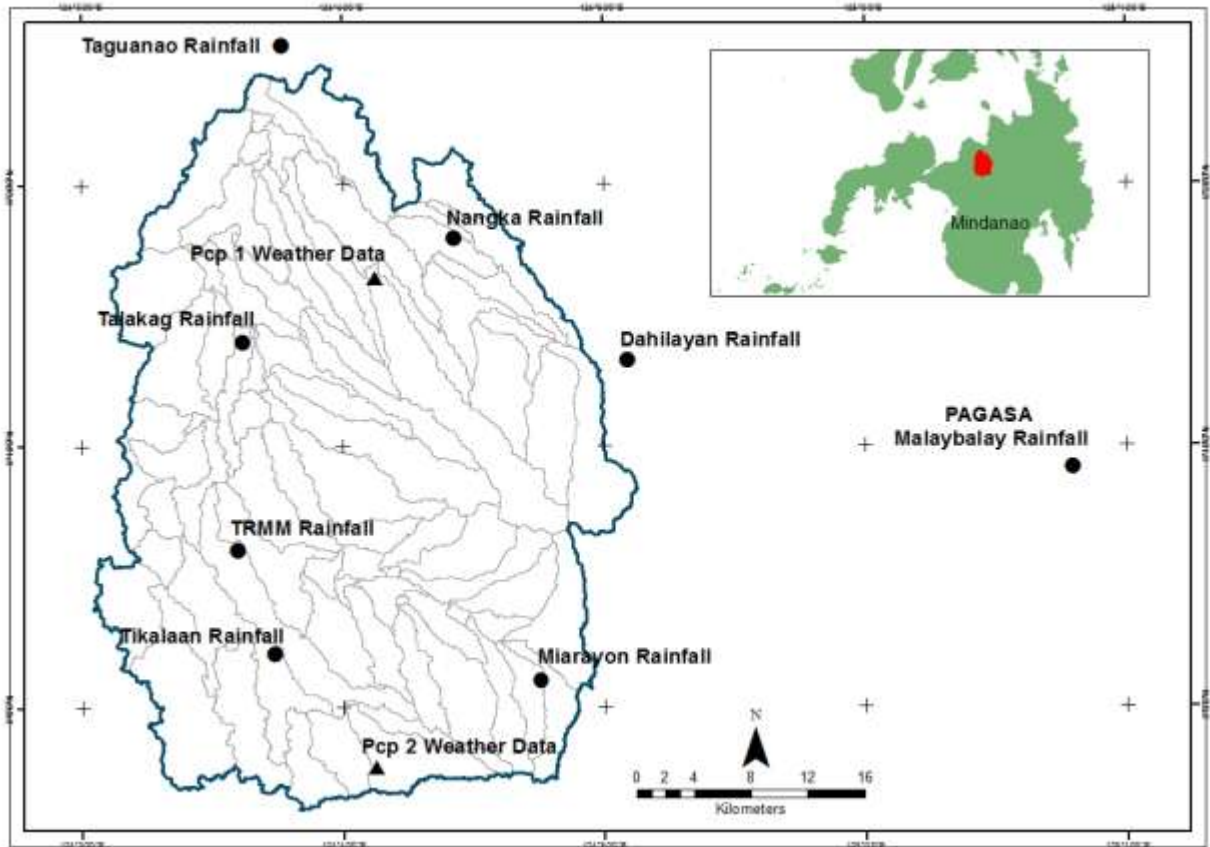 Taguanao Rainfall
Nangka Rainfall
Pcp 1 Weather Data
Talakag Rainfall
Dahilayan Rainfall
PAGASA
Malaybalay Rainfall
TRMM Rainfall
Tikalaan Rainfall
Miarayon Rainfall
Pcp 2 Weather Data
Mindanao
N
0 2 4 8 12 16
Kilometers